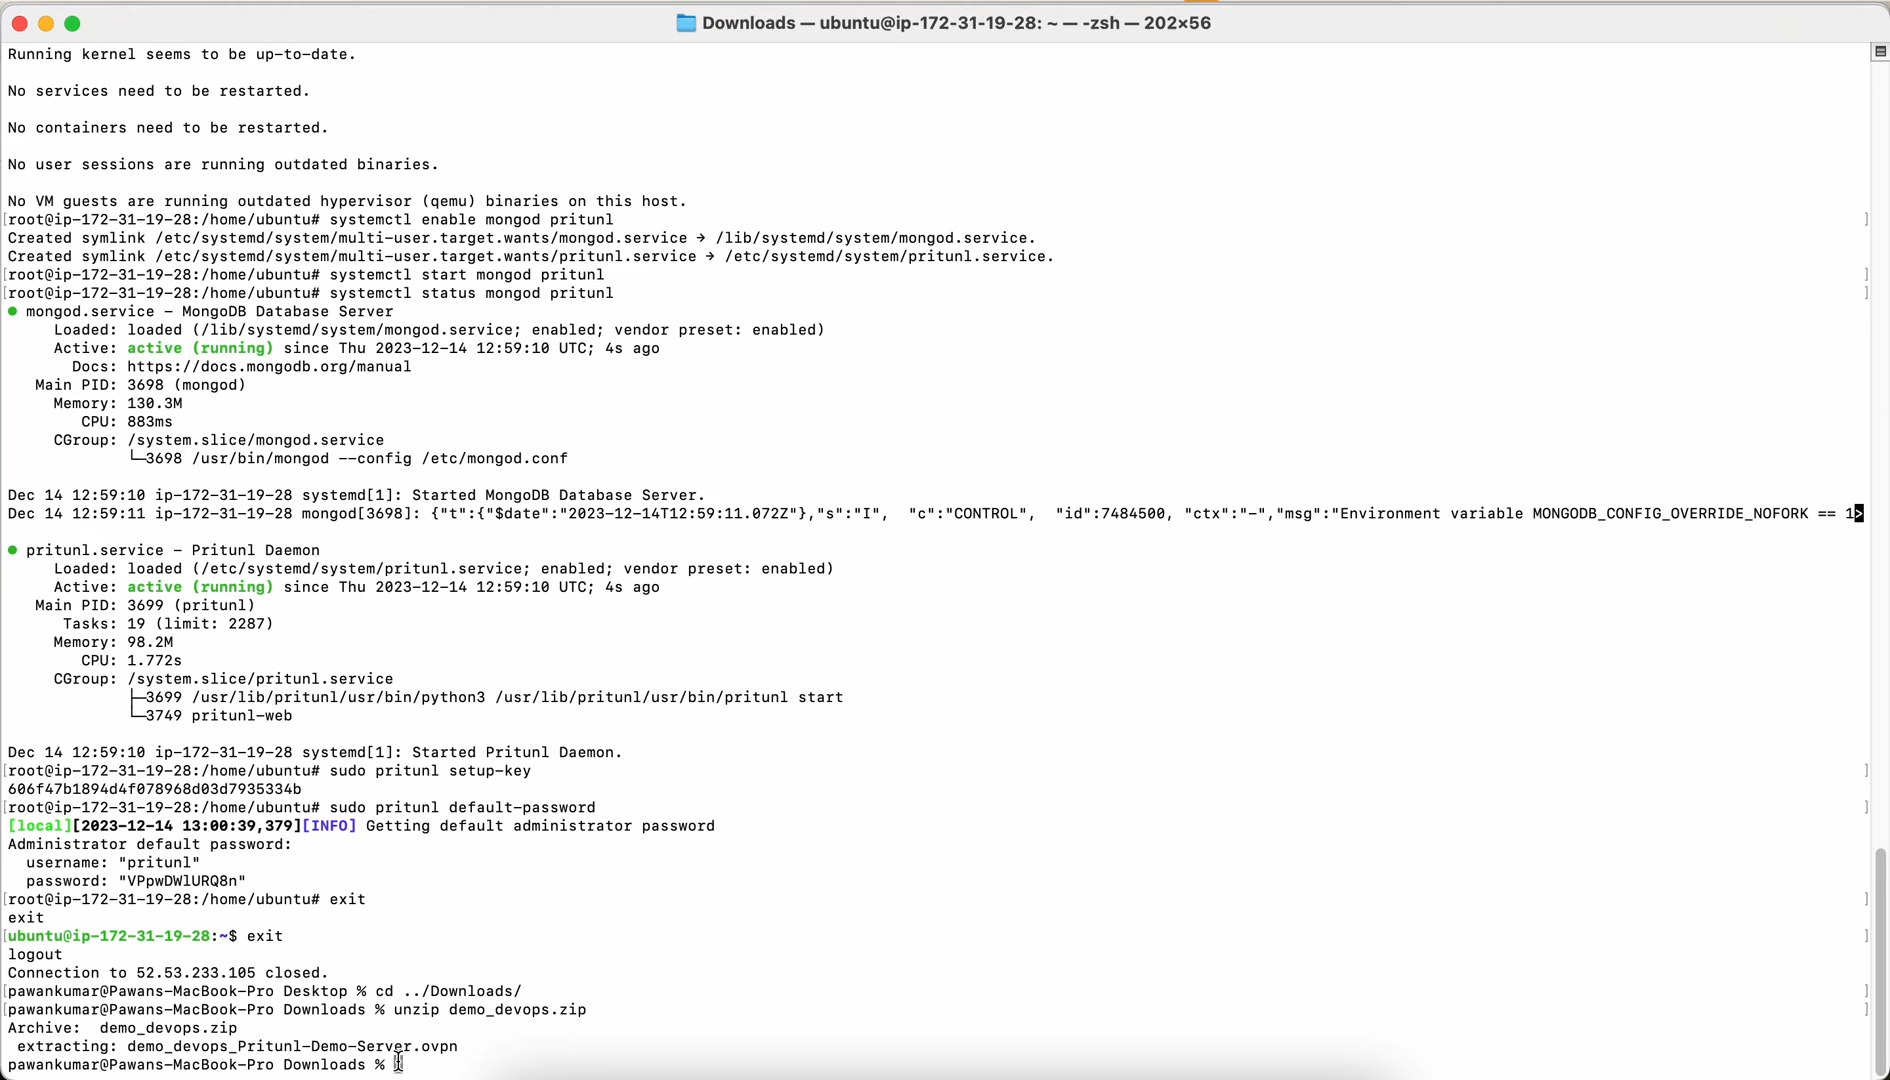 Downloads — ubuntu@ip-172-31-19-28: ~ — -zsh — 202×56
Running kernel seems to be up-to-date.
No services need to be restarted.
No containers need to be restarted.
No user sessions are running outdated binaries.
No VM guests are running outdated hypervisor (qemu) binaries on this host.
[root@ip-172-31-19-28:/home/ubuntu# systemctl enable mongod pritunl ]
Created symlink /etc/systemd/system/multi-user.target.wants/mongod.service → /lib/systemd/system/mongod.service.
Created symlink /etc/systemd/system/multi-user.target.wants/pritunl.service → /etc/systemd/system/pritunl.service.
[root@ip-172-31-19-28:/home/ubuntu# systemctl start mongod pritunl ]
[root@ip-172-31-19-28:/home/ubuntu# systemctl status mongod pritunl ]
● mongod.service - MongoDB Database Server
Loaded: loaded (/lib/systemd/system/mongod.service; enabled; vendor preset: enabled)
Active: active (running) since Thu 2023-12-14 12:59:10 UTC; 4s ago
Docs: https://docs.mongodb.org/manual
Main PID: 3698 (mongod)
Memory: 130.3M
CPU: 883ms
CGroup: /system.slice/mongod.service
└─3698 /usr/bin/mongod --config /etc/mongod.conf
Dec 14 12:59:10 ip-172-31-19-28 systemd[1]: Started MongoDB Database Server.
Dec 14 12:59:11 ip-172-31-19-28 mongod[3698]: {"t":{"$date":"2023-12-14T12:59:11.072Z"},"s":"I",  "c":"CONTROL",  "id":7484500, "ctx":"-","msg":"Environment variable MONGODB_CONFIG_OVERRIDE_NOFORK == 1>
● pritunl.service - Pritunl Daemon
Loaded: loaded (/etc/systemd/system/pritunl.service; enabled; vendor preset: enabled)
Active: active (running) since Thu 2023-12-14 12:59:10 UTC; 4s ago
Main PID: 3699 (pritunl)
Tasks: 19 (limit: 2287)
Memory: 98.2M
CPU: 1.772s
CGroup: /system.slice/pritunl.service
├─3699 /usr/lib/pritunl/usr/bin/python3 /usr/lib/pritunl/usr/bin/pritunl start
└─3749 pritunl-web
Dec 14 12:59:10 ip-172-31-19-28 systemd[1]: Started Pritunl Daemon.
[root@ip-172-31-19-28:/home/ubuntu# sudo pritunl setup-key ]
606f47b1894d4f078968d03d7935334b
[root@ip-172-31-19-28:/home/ubuntu# sudo pritunl default-password ]
[local][2023-12-14 13:00:39,379][INFO] Getting default administrator password
Administrator default password:
username: "pritunl"
password: "VPpwDWlURQ8n"
[root@ip-172-31-19-28:/home/ubuntu# exit ]
exit
[ubuntu@ip-172-31-19-28:~$ exit ]
logout
Connection to 52.53.233.105 closed.
[pawankumar@Pawans-MacBook-Pro Desktop % cd ../Downloads/ ]
[pawankumar@Pawans-MacBook-Pro Downloads % unzip demo_devops.zip ]
Archive:  demo_devops.zip
extracting: demo_devops_Pritunl-Demo-Server.ovpn
pawankumar@Pawans-MacBook-Pro Downloads %